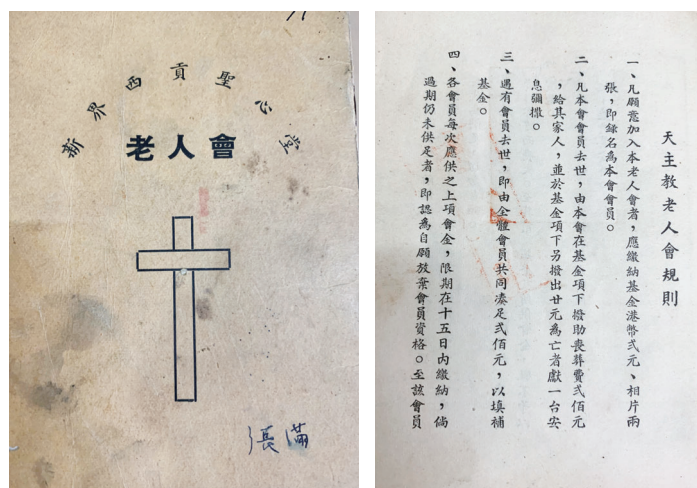 新界西貢聖心堂
老人會
張滿
天主教老人會規則
一、凡願意加入本老人會者，應繳納基金港幣弍元、相片兩
張，即錄名為本會會員。
二、凡本會會員去世，由本會在基金項下撥助喪葬費弍佰元
，給其家人，並於基金項下另撥出廿元為亡者獻一台安
息彌撒。
三、遇有會員去世，即由全體會員共同湊足弍佰元，以填補
基金。
四、各會員每次應供之上項會金，限期在十五日內繳納，倘
過期仍未供足者，即認為自願放棄會員資格。至該會員